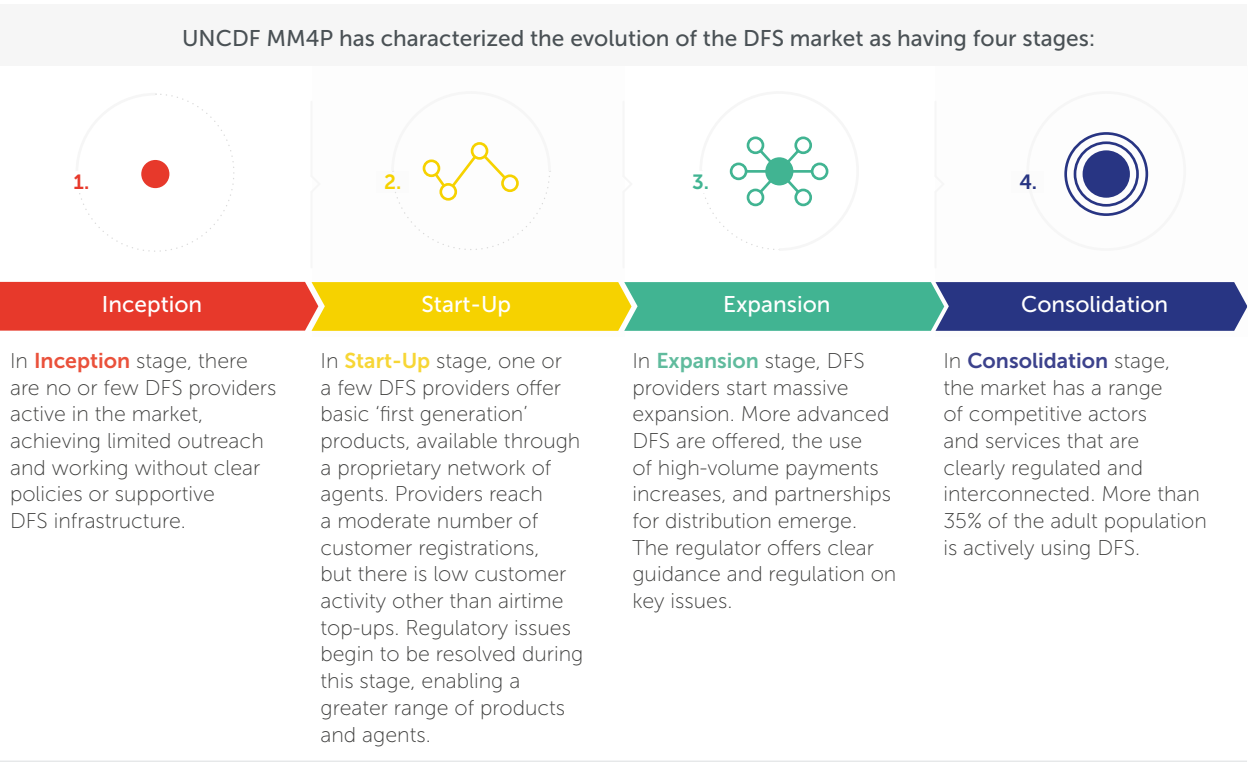 UNCDF MM4P has characterized the evolution of the DFS market as having four stages:
1.
2.
3.
4.
Inception
Start-Up
Expansion
Consolidation
In Inception stage, there
are no or few DFS providers
active in the market,
achieving limited outreach
and working without clear
policies or supportive
DFS infrastructure.
In Start-Up stage, one or
a few DFS providers offer
basic ‘first generation’
products, available through
a proprietary network of
agents. Providers reach
a moderate number of
customer registrations,
but there is low customer
activity other than airtime
top-ups. Regulatory issues
begin to be resolved during
this stage, enabling a
greater range of products
and agents.
In Expansion stage, DFS
providers start massive
expansion. More advanced
DFS are offered, the use
of high-volume payments
increases, and partnerships
for distribution emerge.
The regulator offers clear
guidance and regulation on
key issues.
In Consolidation stage,
the market has a range
of competitive actors
and services that are
clearly regulated and
interconnected. More than
35% of the adult population
is actively using DFS.